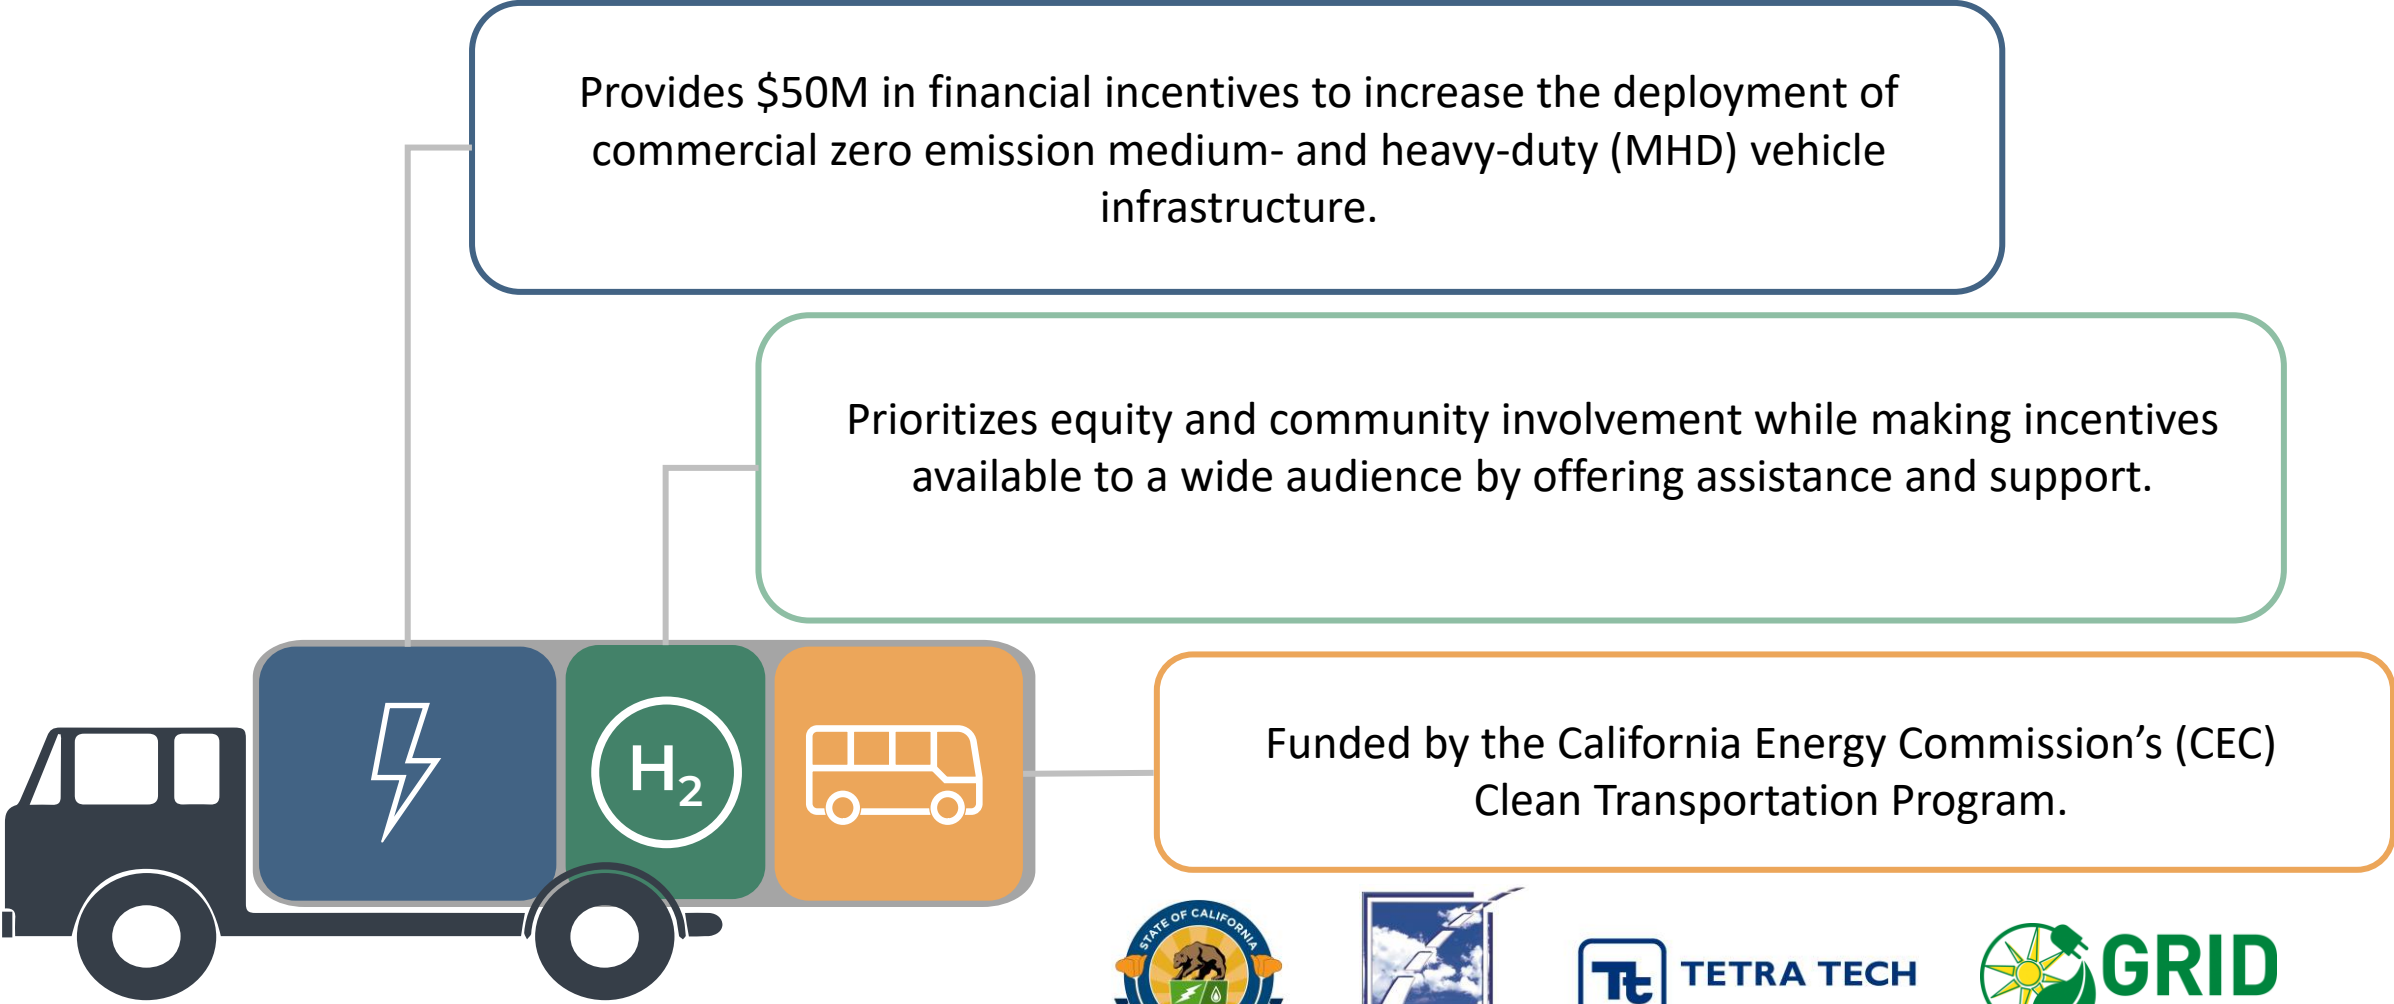 Provides $50M in financial incentives to increase the deployment of
commercial zero emission medium- and heavy-duty (MHD) vehicle
infrastructure.
Prioritizes equity and community involvement while making incentives
available to a wide audience by offering assistance and support.
H₂
Funded by the California Energy Commission’s (CEC)
Clean Transportation Program.
STATE OF CALIFORNIA
Tt TETRA TECH
GRID